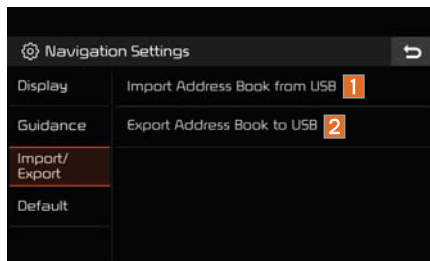 Navigation Settings
Display
Import Address Book from USB 1
Guidance
Export Address Book to USB 2
Import/
Export
Default